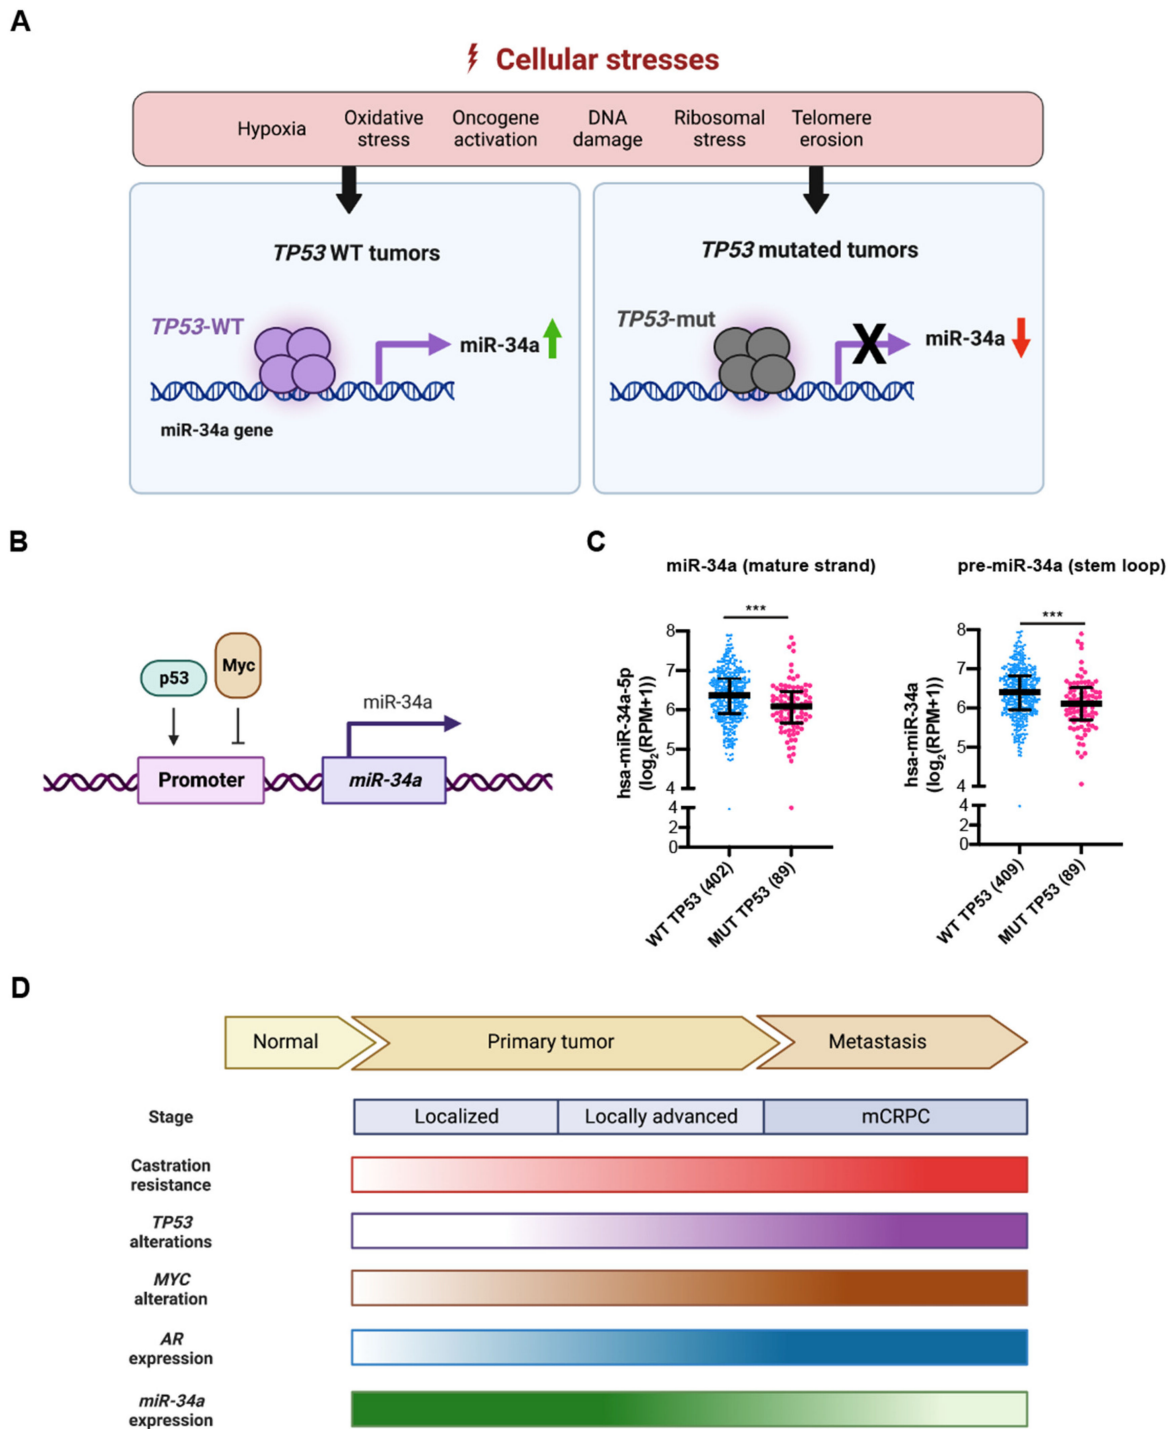 A
Cellular stresses
Hypoxia
Oxidative
stress
Oncogene
activation
DNA
damage
Ribosomal
stress
Telomere
erosion
TP53 WT tumors
TP53-WT
miR-34a
miR-34a gene
TP53 mutated tumors
TP53-mut
X
miR-34a
B
p53
Myc
miR-34a
Promoter
miR-34a
C
miR-34a (mature strand)
***
hsa-miR-34a-5p
(log2(RPM+1))
8
7
6
5
4
4
2
0
WT TP53 (402)
MUT TP53 (89)
pre-miR-34a (stem loop)
***
hsa-miR-34a
(log2(RPM+1))
8
7
6
5
4
4
2
0
WT TP53 (409)
MUT TP53 (89)
D
Normal
Primary tumor
Metastasis
Stage
Localized
Locally advanced
mCRPC
Castration
resistance
TP53
alterations
MYC
alteration
AR
expression
miR-34a
expression